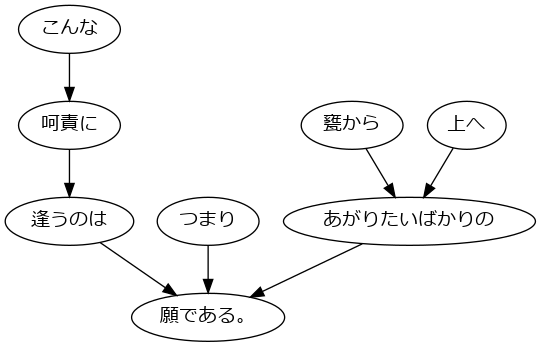 こんな
呵責に
甕から
上へ
逢うのは
つまり
あがりたいばかりの
願である。